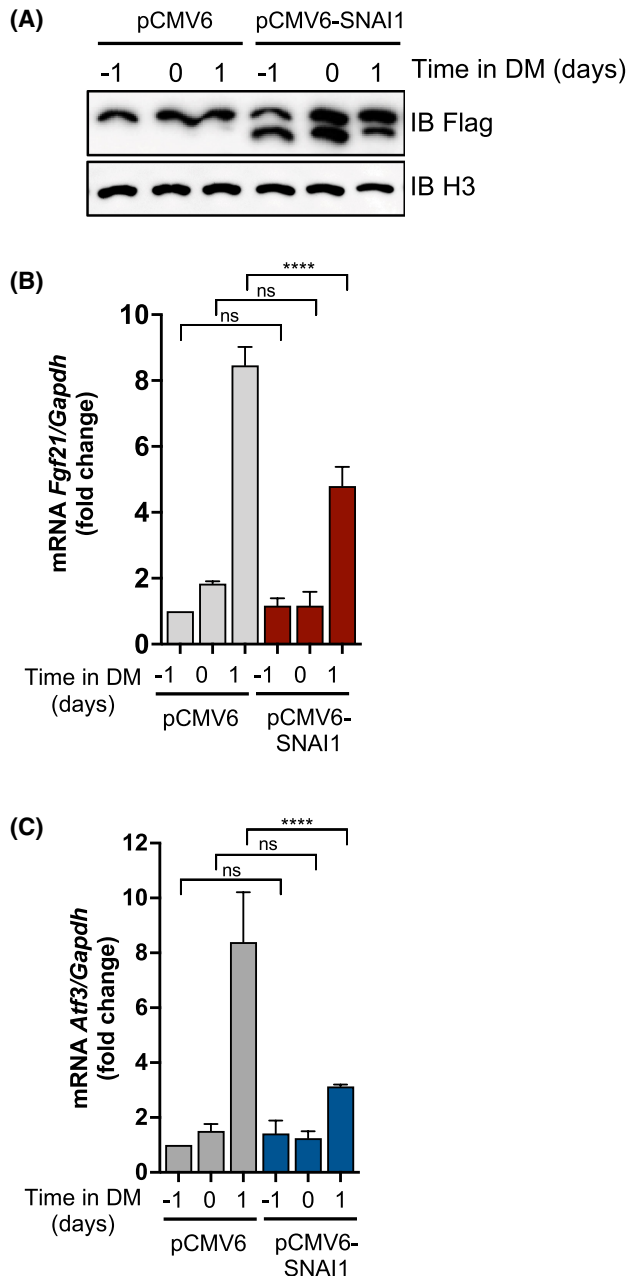 (A)
pCMV6 pCMV6-SNAI1
-1 0 1 -1 0 1 Time in DM (days)
IB Flag
IB H3
(B)
****
ns
ns
mRNA Fgf21/Gapdh
(fold change)
10
8
6
4
2
0
Time in DM
(days)
-1 0 1 -1 0 1
pCMV6 pCMV6-
SNAI1
(C)
****
ns
ns
mRNA Atf3/Gapdh
(fold change)
12
10
8
6
4
2
0
Time in DM
(days)
-1 0 1 -1 0 1
pCMV6 pCMV6-
SNAI1